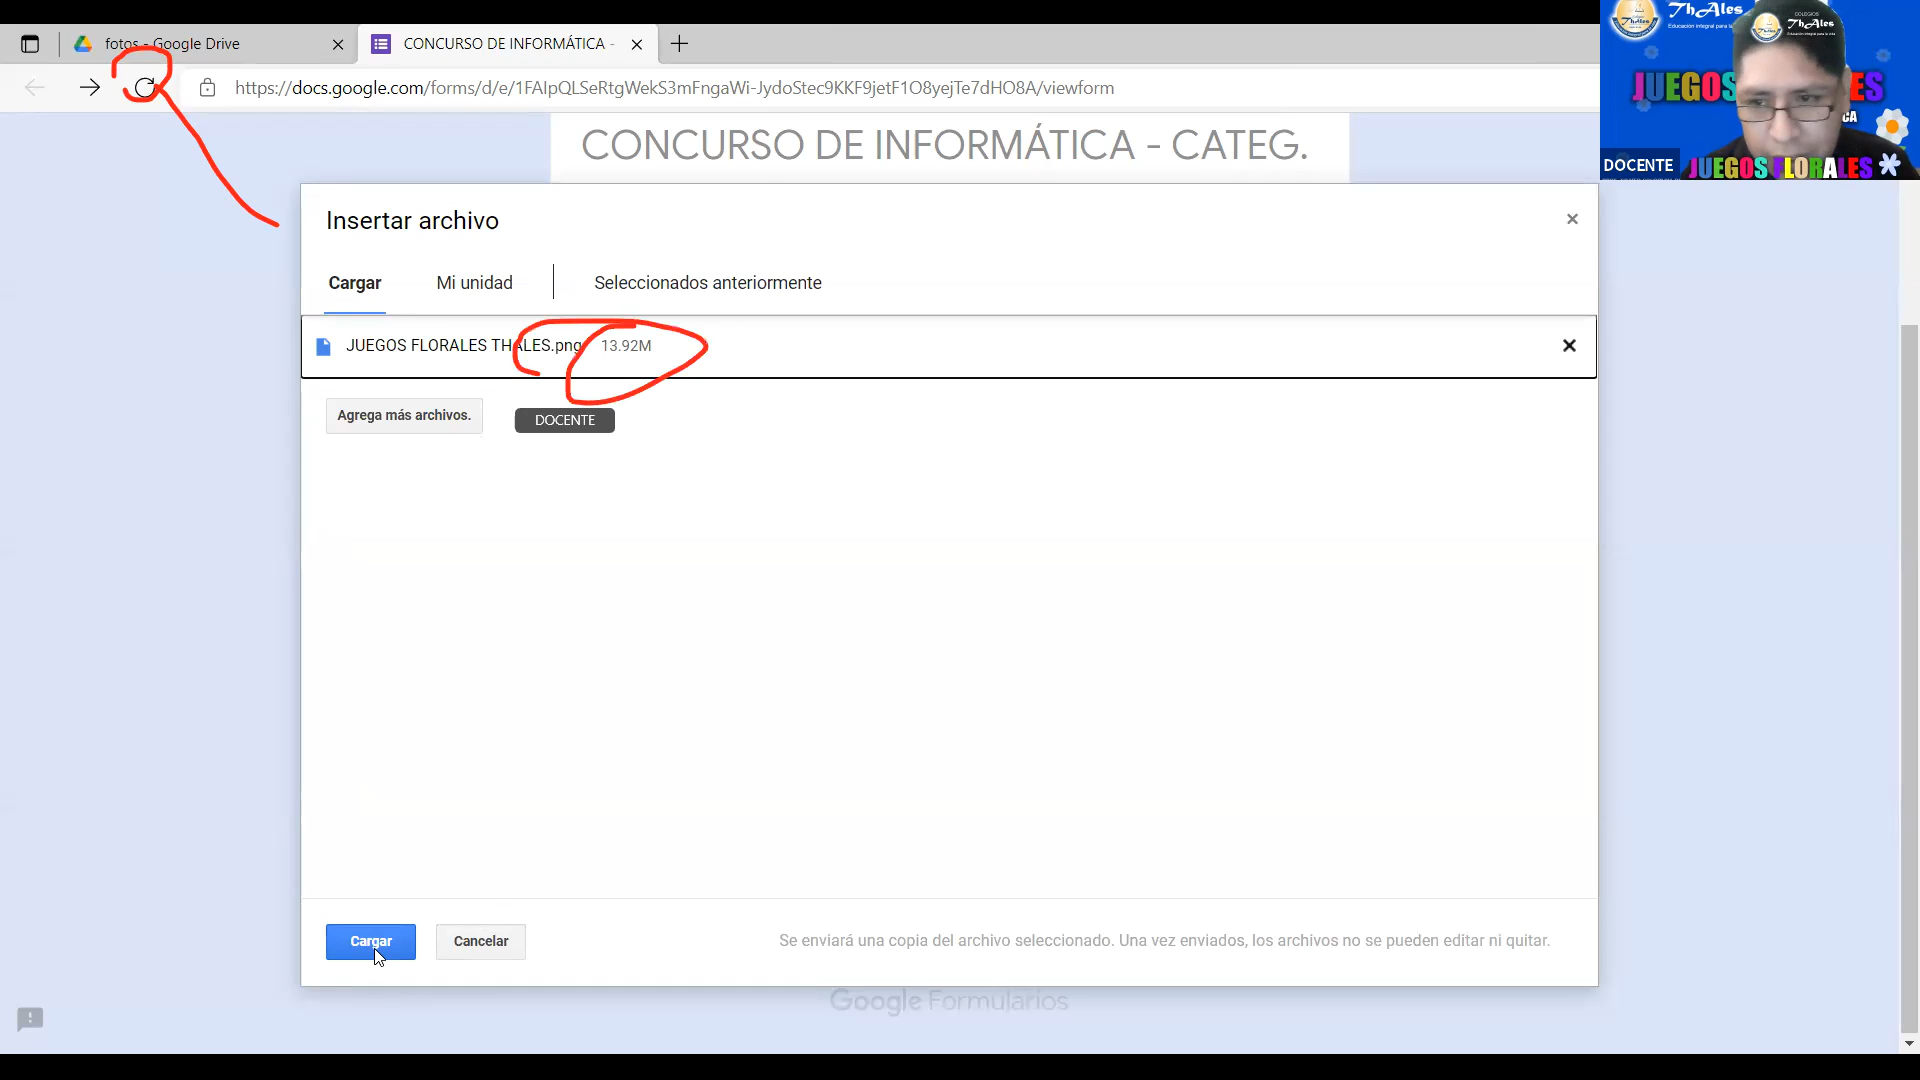 fotos - Google Drive
CONCURSO DE INFORMÁTICA -
https://docs.google.com/forms/d/e/1FAIpQLSeRtgWekS3mFngaWi-JydoStec9KKF9jetF1O8yejTe7dHO8A/viewform
CONCURSO DE INFORMÁTICA - CATEG.
Insertar archivo
Cargar
Mi unidad
Seleccionados anteriormente
JUEGOS FLORALES THALES.png
13.92M
Agrega más archivos.
DOCENTE
Cargar
Cancelar
Se enviará una copia del archivo seleccionado. Una vez enviados, los archivos no se pueden editar ni quitar.
Google Formularios
ThAles
COLEGIOS
ThAles
JUEGOS
ES
CA
DOCENTE
JUEGOS FLORALES